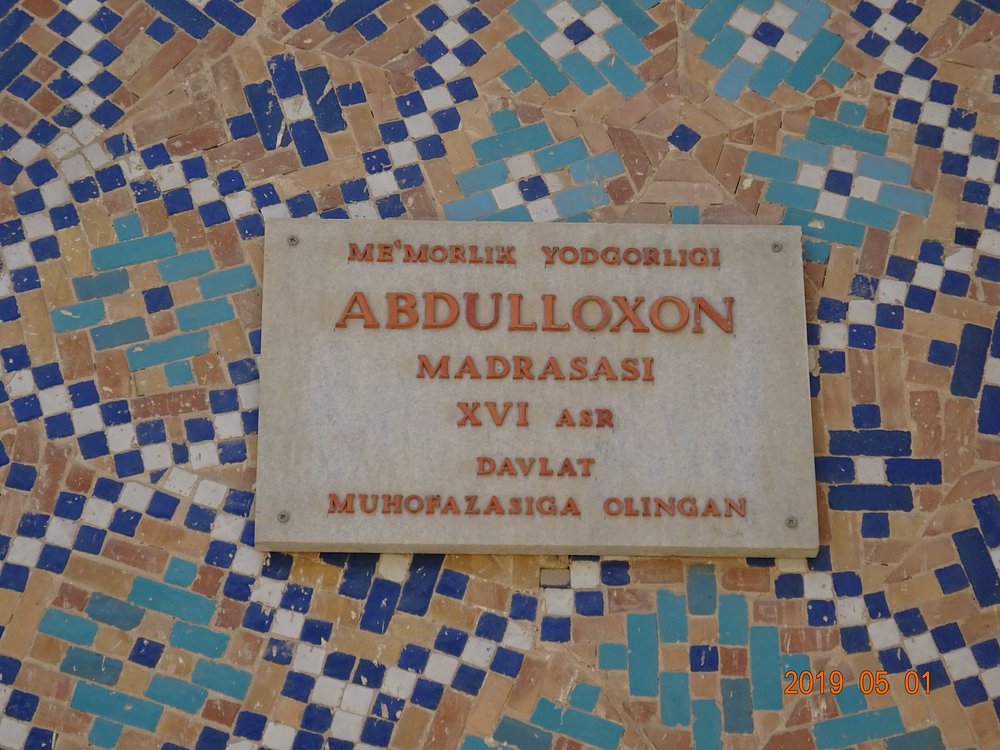 ME'MORLIK YODGORLIGI
ABDULLOXON
MADRASASI
XVI ASR
DAVLAT
MUHOFAZASIGA OLINGAN
2019 05 01